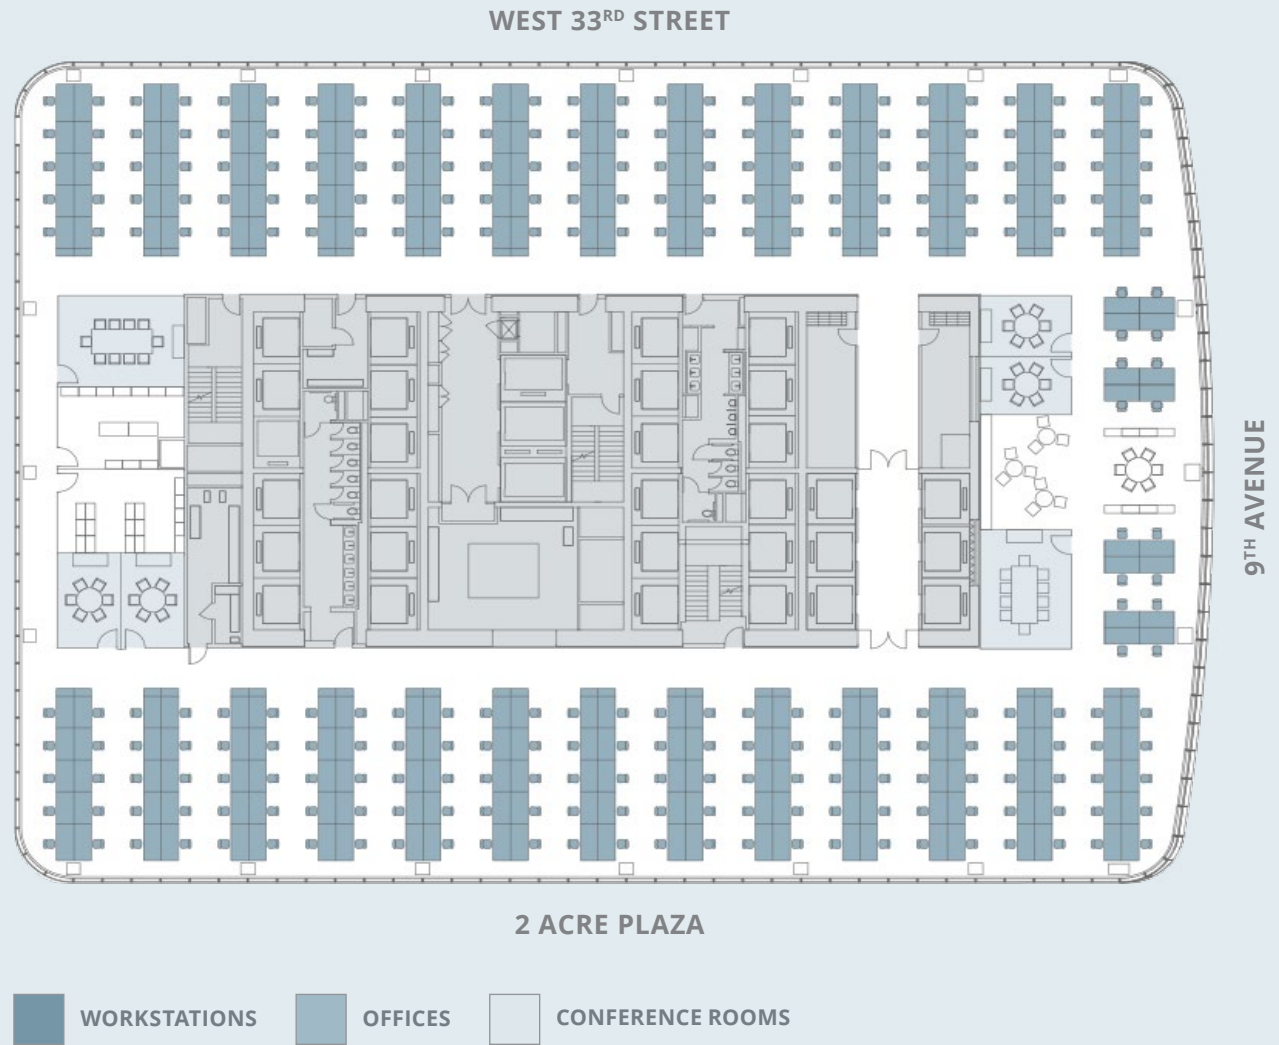 WEST 33RD STREET
9TH AVENUE
2 ACRE PLAZA
WORKSTATIONS
OFFICES
CONFERENCE ROOMS